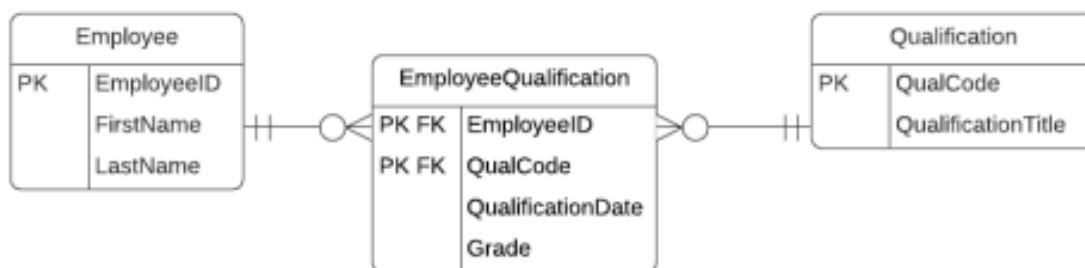 Employee
PK EmployeeID
FirstName
LastName
EmployeeQualification
PK FK EmployeeID
PK FK QualCode
QualificationDate
Grade
Qualification
PK QualCode
QualificationTitle